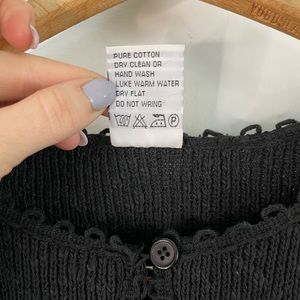 PURE COTTON
DRY CLEAN OR
HAND WASH
LUKE WARM WATER
DRY FLAT
DO NOT WRING
P